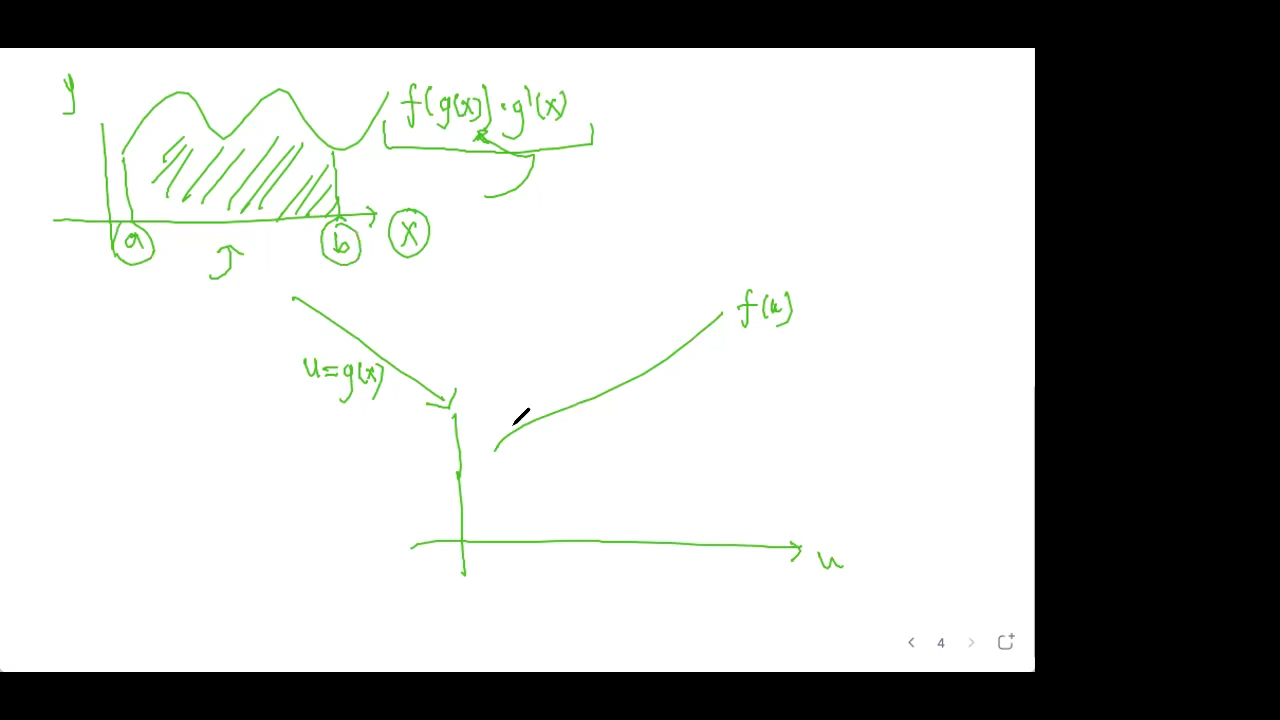 y
f(g(x))·g'(x)
a
b
x
f(u)
u=g(x)
u
4